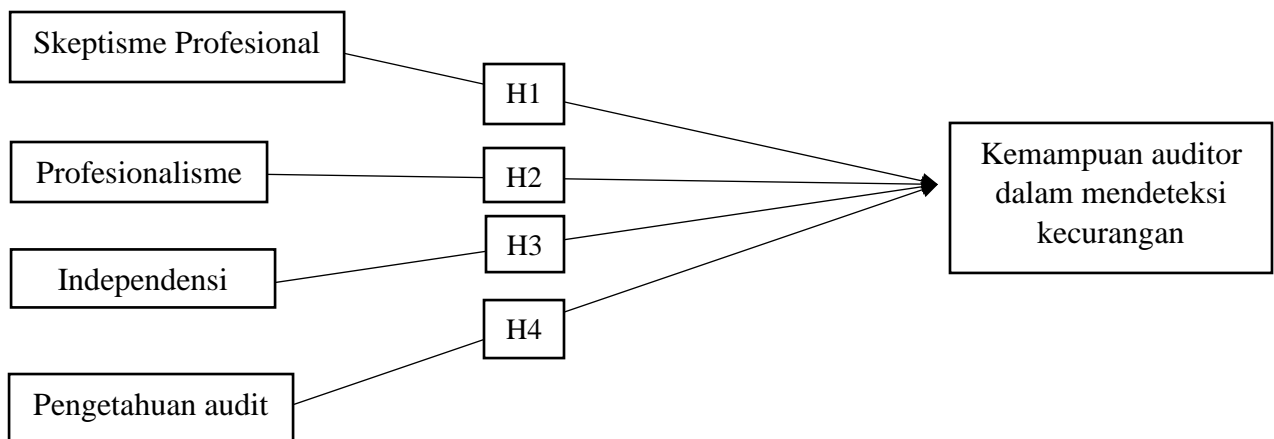 Skeptisme Profesional
H1
Profesionalisme
H2
Independensi
H3
Pengetahuan audit
H4
Kemampuan auditor
dalam mendeteksi
kecurangan